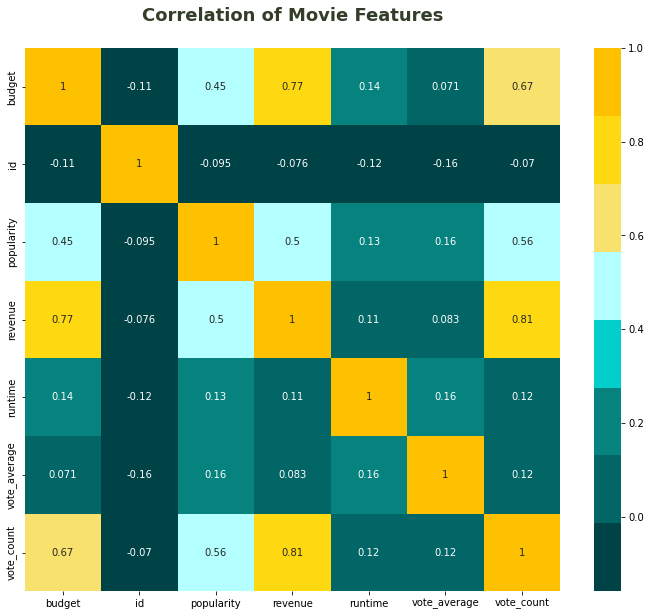 Correlation of Movie Features
budget 1 -0.11 0.45 0.77 0.14 0.071 0.67
id -0.11 1 -0.095 -0.076 -0.12 -0.16 -0.07
popularity 0.45 -0.095 1 0.5 0.13 0.16 0.56
revenue 0.77 -0.076 0.5 1 0.11 0.083 0.81
runtime 0.14 -0.12 0.13 0.11 1 0.16 0.12
vote_average 0.071 -0.16 0.16 0.083 0.16 1 0.12
vote_count 0.67 -0.07 0.56 0.81 0.12 0.12 1
budget id popularity revenue runtime vote_average vote_count
1.0
0.8
0.6
0.4
0.2
0.0